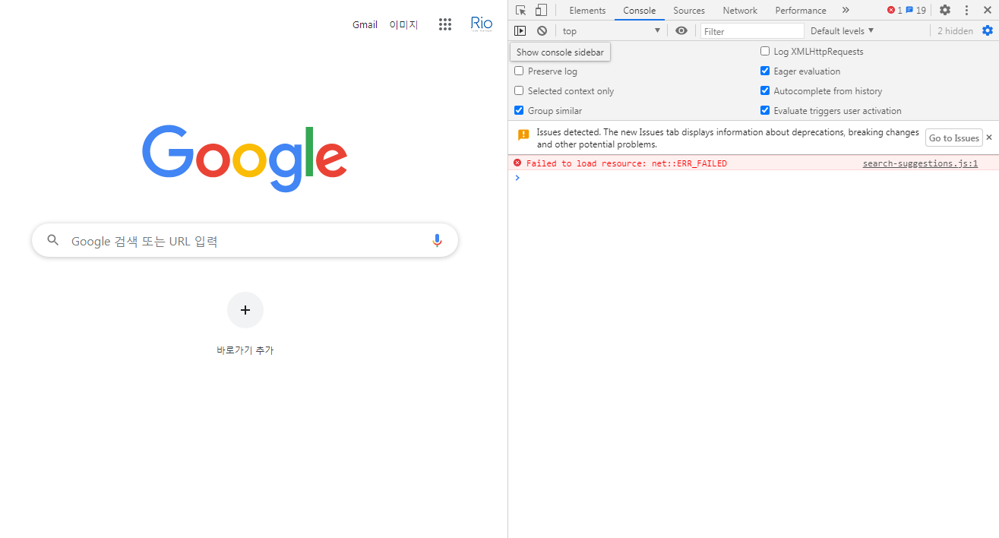 Gmail 이미지 Rio
Google
Google 검색 또는 URL 입력
바로가기 추가
Elements Console Sources Network Performance 1 19
top Filter Default levels 2 hidden
Show console sidebar
Log XMLHttpRequests
Preserve log
Eager evaluation
Selected context only
Autocomplete from history
Group similar
Evaluate triggers user activation
Issues detected. The new Issues tab displays information about deprecations, breaking changes
and other potential problems.
Go to Issues
Failed to load resource: net::ERR_FAILED search-suggestions.js:1